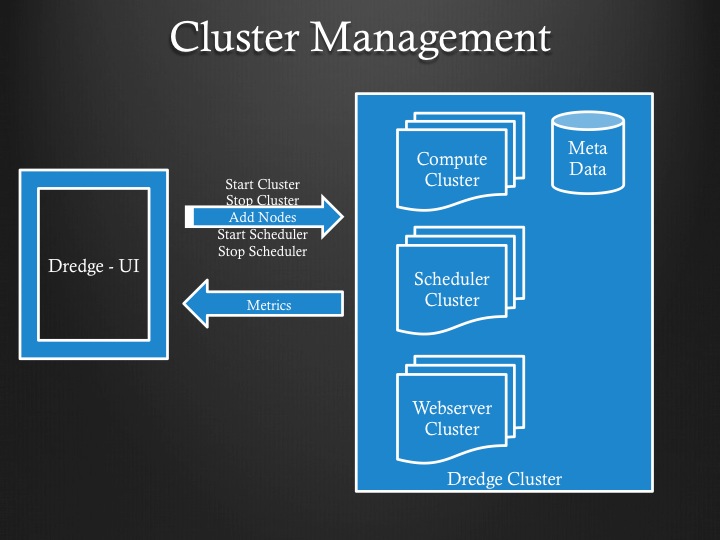 Cluster Management
Dredge - UI
Start Cluster
Stop Cluster
Add Nodes
Start Scheduler
Stop Scheduler
Metrics
Compute
Cluster
Meta
Data
Scheduler
Cluster
Webserver
Cluster
Dredge Cluster